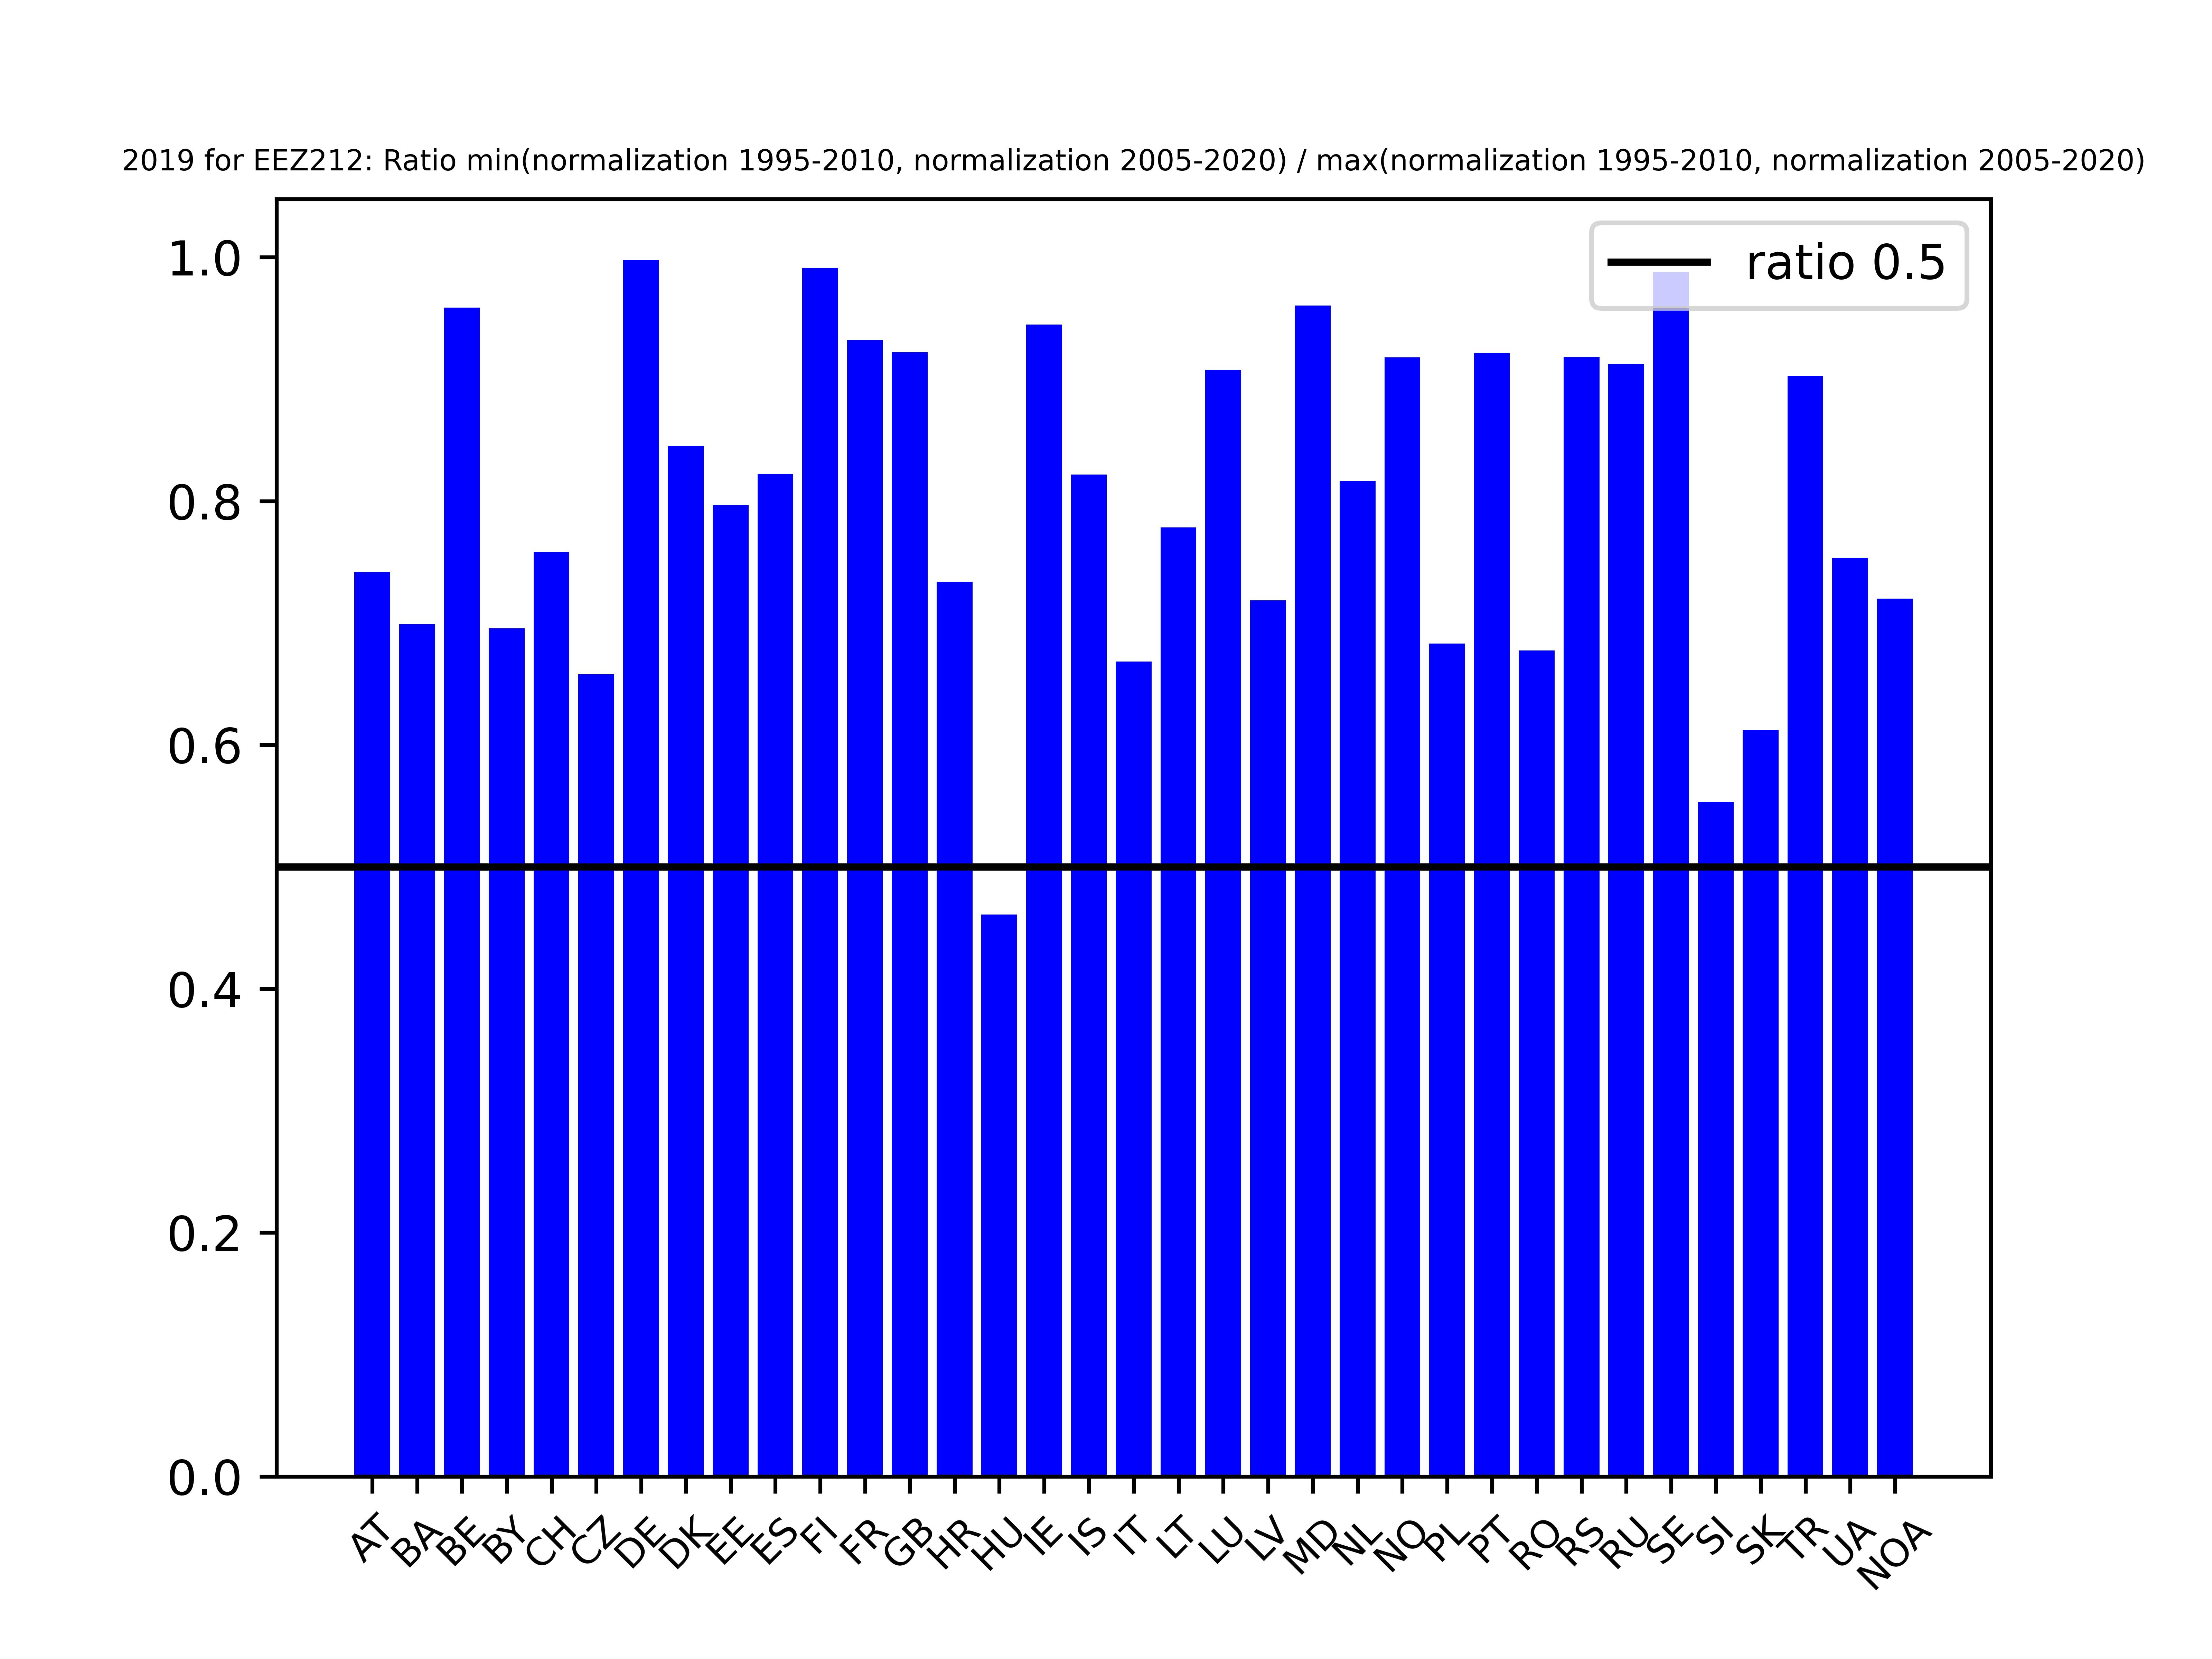 2019 for EEZ212: Ratio min(normalization 1995-2010, normalization 2005-2020) / max(normalization 1995-2010, normalization 2005-2020)
ratio 0.5
1.0
0.8
0.6
0.4
0.2
0.0
AT BA BE BY CH CZ DE DK EE ES FI FR GB HR HU IE IS IT LT LU LV MD NL NO PL PT RO RS RU SE SI SK TR UA NOA